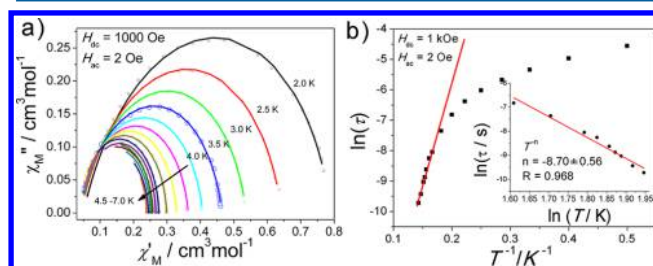 a)
H_dc = 1000 Oe
H_ac = 2 Oe
2.0 K
2.5 K
3.0 K
3.5 K
4.0 K
4.5 -7.0 K
0.25
0.20
0.15
0.10
0.05
0.00
0.0 0.1 0.2 0.3 0.4 0.5 0.6 0.7 0.8
χ_M'' / cm³mol⁻¹
χ'_M / cm³mol⁻¹
b)
H_dc = 1 kOe
H_ac = 2 Oe
-4
-5
-6
-7
-8
-9
-10
ln(τ)
0.1 0.2 0.3 0.4 0.5
T⁻¹/K⁻¹
-6
-7
-8
-9
-10
ln(τ / s)
T⁻ⁿ
n = -8.70±0.56
R = 0.968
1.60 1.65 1.70 1.75 1.80 1.85 1.90 1.95
ln (T/ K)